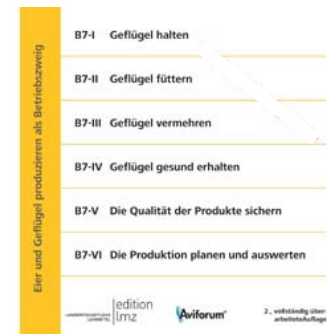 Eier und Geflügel produzieren als Betriebszweig
B7-I Geflügel halten
B7-II Geflügel füttern
B7-III Geflügel vermehren
B7-IV Geflügel gesund erhalten
B7-V Die Qualität der Produkte sichern
B7-VI Die Produktion planen und auswerten
edition
lmz
Aviforum
2., vollständig über-
arbeitete Auflage